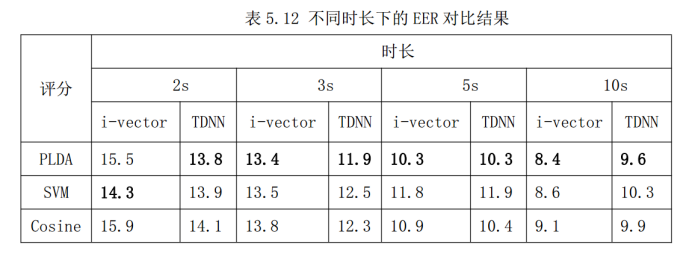 表 5.12 不同时长下的 EER 对比结果
评分 时长
2s 3s 5s 10s
i-vector TDNN i-vector TDNN i-vector TDNN i-vector TDNN
PLDA 15.5 13.8 13.4 11.9 10.3 10.3 8.4 9.6
SVM 14.3 13.9 13.5 12.5 11.8 11.9 8.6 10.3
Cosine 15.9 14.1 13.8 12.3 10.9 10.4 9.1 9.9